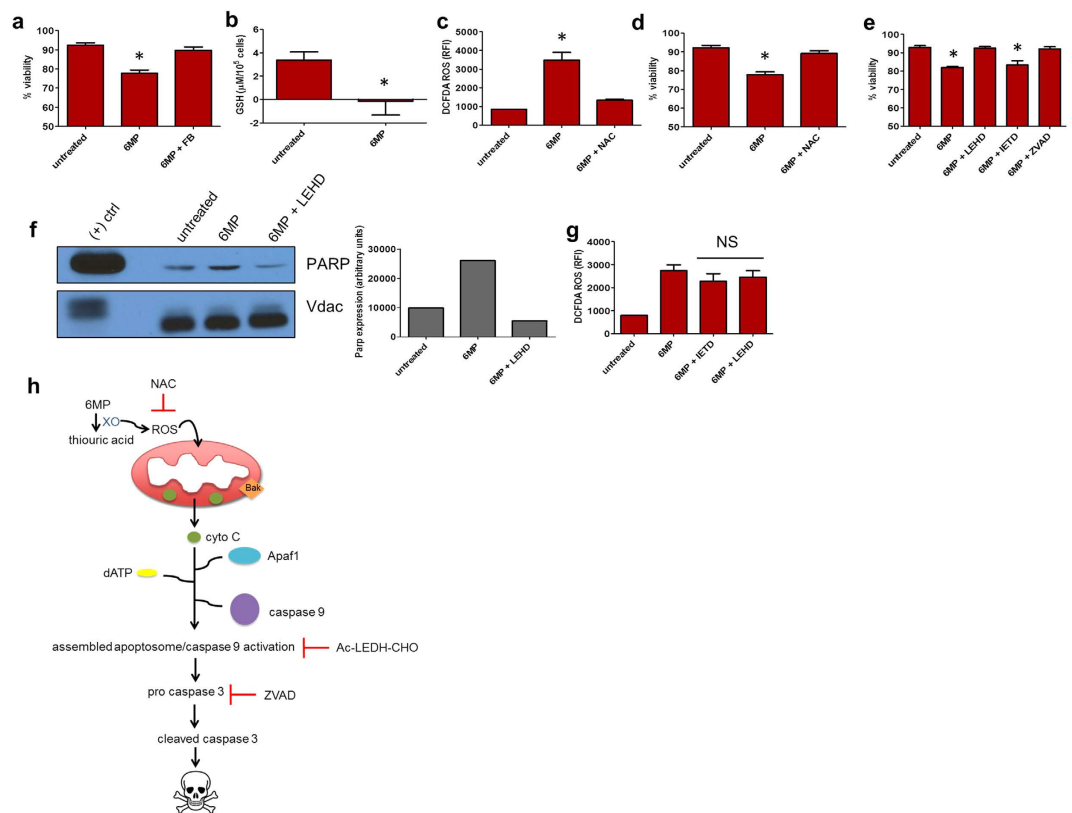 a
% viability
100
90
80
70
60
50
*
untreated
6MP
6MP + FB
b
GSH (µM/10⁵ cells)
6
4
2
0
-2
*
untreated
6MP
c
DCFDA ROS (RFI)
5000
4000
3000
2000
1000
0
*
untreated
6MP
6MP + NAC
d
% viability
100
90
80
70
60
50
*
untreated
6MP
6MP + NAC
e
% viability
100
90
80
70
60
50
*
*
untreated
6MP
6MP + LEHD
6MP + IETD
6MP + ZVAD
f
(+) ctrl
untreated
6MP
6MP + LEHD
PARP
Vdac
Parp expression (arbitrary units)
30000
20000
10000
0
untreated
6MP
6MP + LEHD
g
DCFDA ROS (RFI)
4000
3000
2000
1000
0
NS
untreated
6MP
6MP + IETD
6MP + LEHD
h
NAC
6MP
XO
ROS
thiouric acid
Bak
cyto C
Apaf1
dATP
caspase 9
assembled apoptosome/caspase 9 activation
Ac-LEDH-CHO
pro caspase 3
ZVAD
cleaved caspase 3